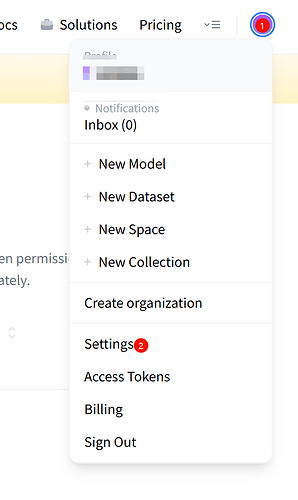 ocs Solutions Pricing 1
Profile
Notifications
Inbox (0)
+ New Model
+ New Dataset
+ New Space
+ New Collection
en permissi
ately.
Create organization
Settings 2
Access Tokens
Billing
Sign Out